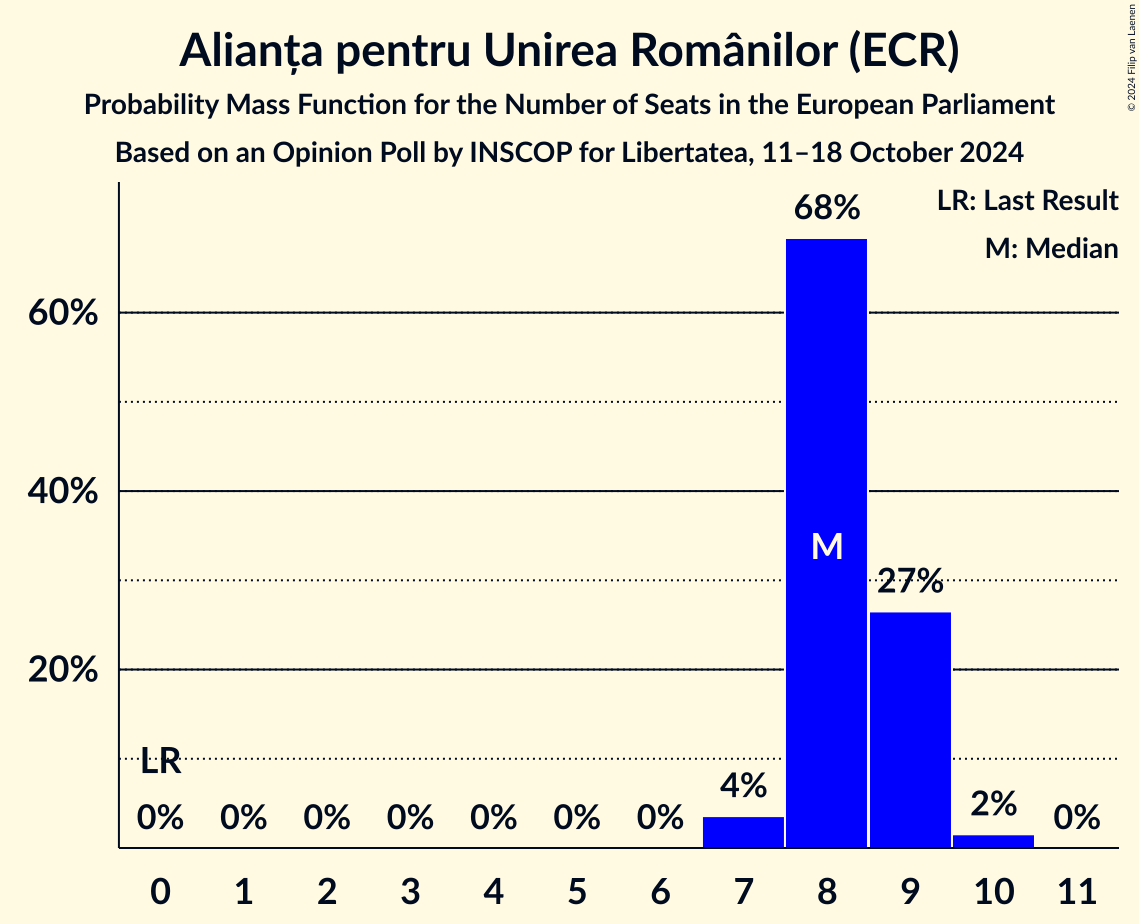 Alianța pentru Unirea Românilor (ECR)
Probability Mass Function for the Number of Seats in the European Parliament
Based on an Opinion Poll by INSCOP for Libertatea, 11–18 October 2024
© 2024 Filip van Laenen
LR: Last Result
M: Median
68%
60%
40%
M
27%
20%
LR
4%
2%
0% 0% 0% 0% 0% 0% 0% 0%
0 1 2 3 4 5 6 7 8 9 10 11